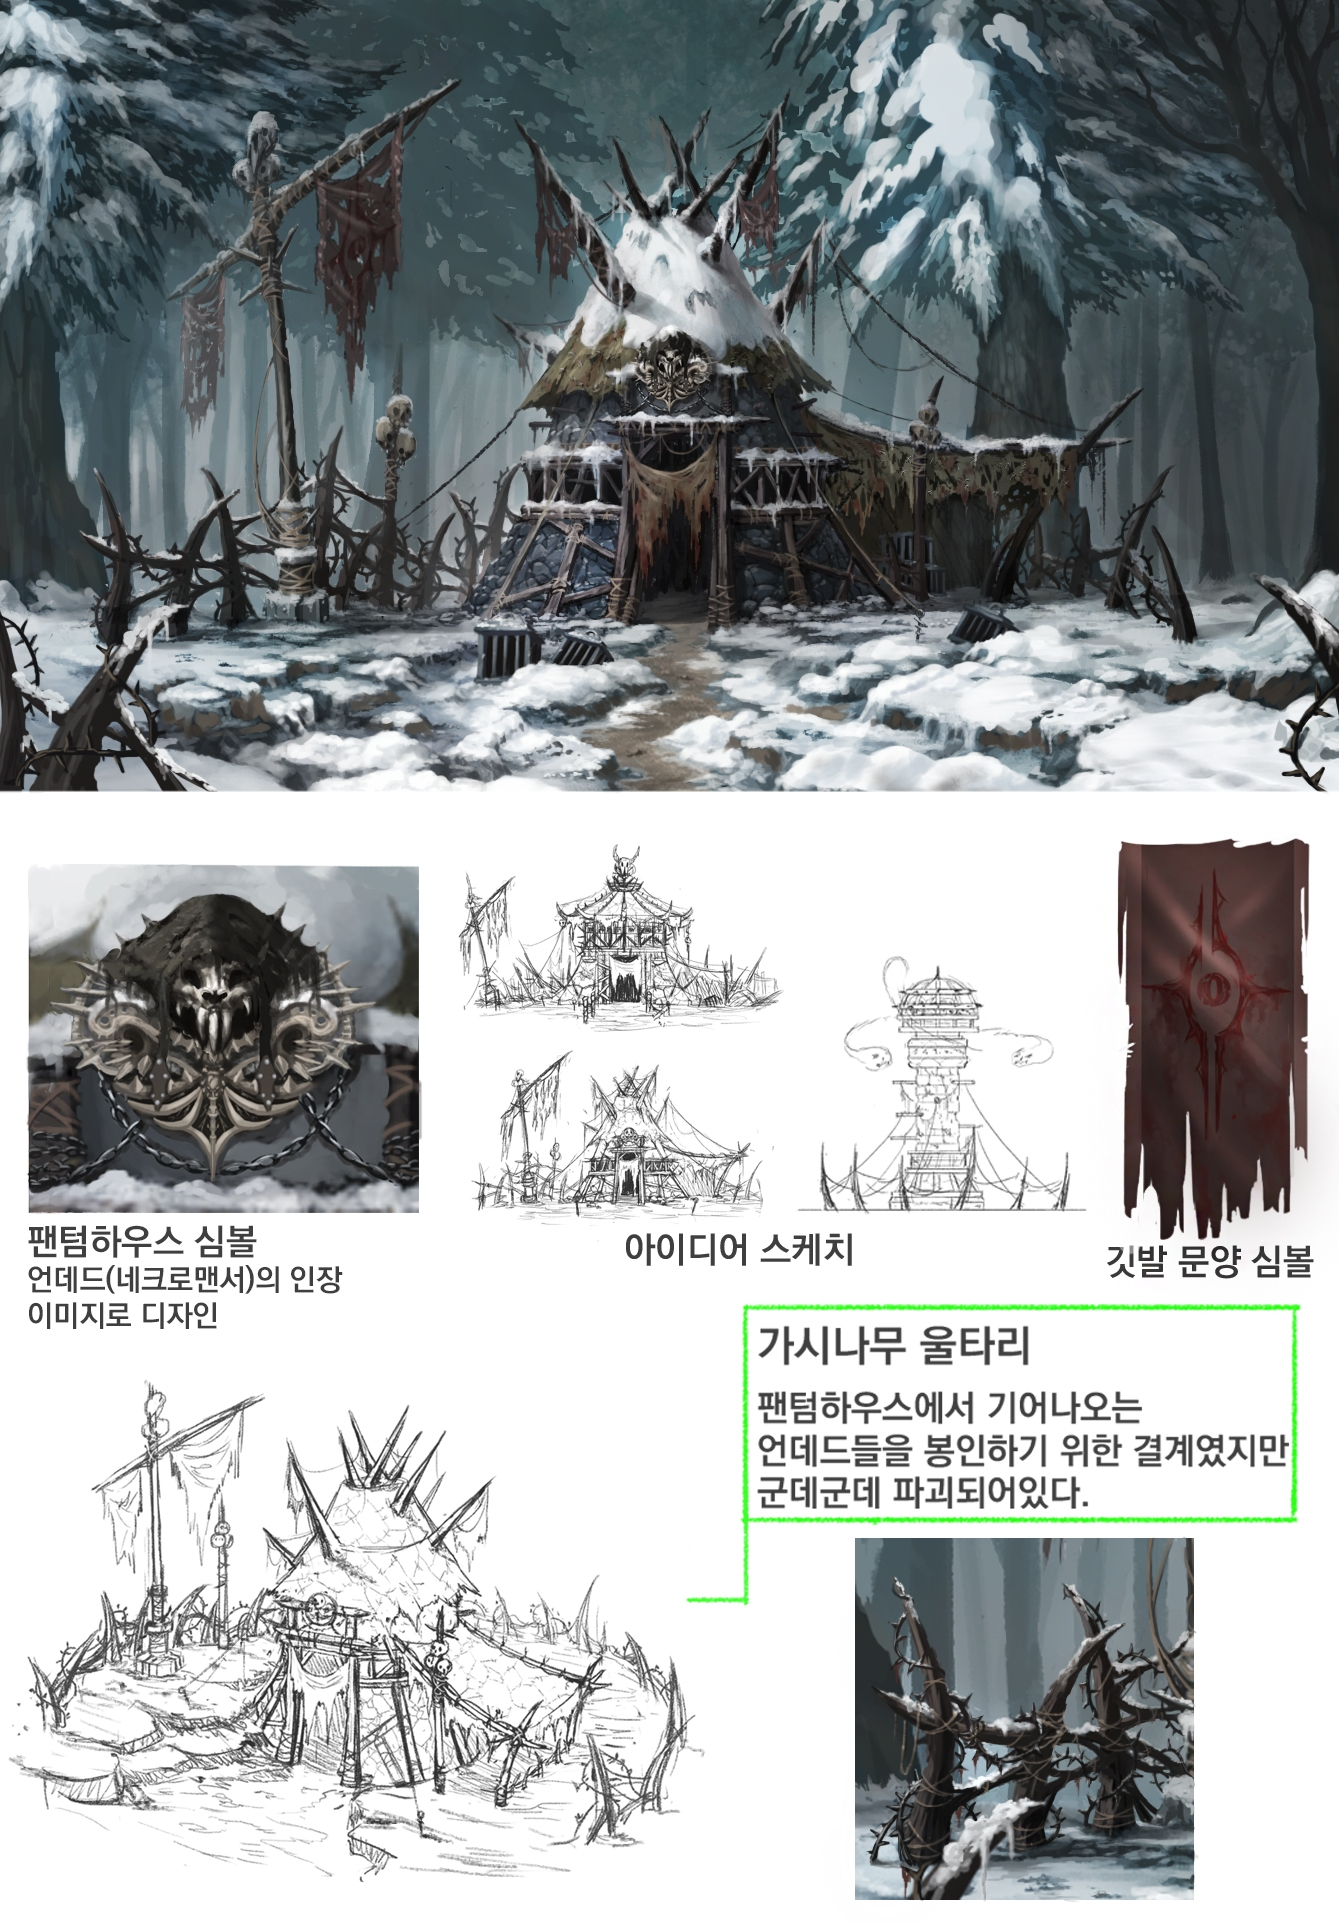 팬텀하우스 심볼
언데드(네크로맨서)의 인장
이미지로 디자인
아이디어 스케치
깃발 문양 심볼
가시나무 울타리
팬텀하우스에서 기어나오는
언데드들을 봉인하기 위한 결계였지만
군데군데 파괴되어있다.